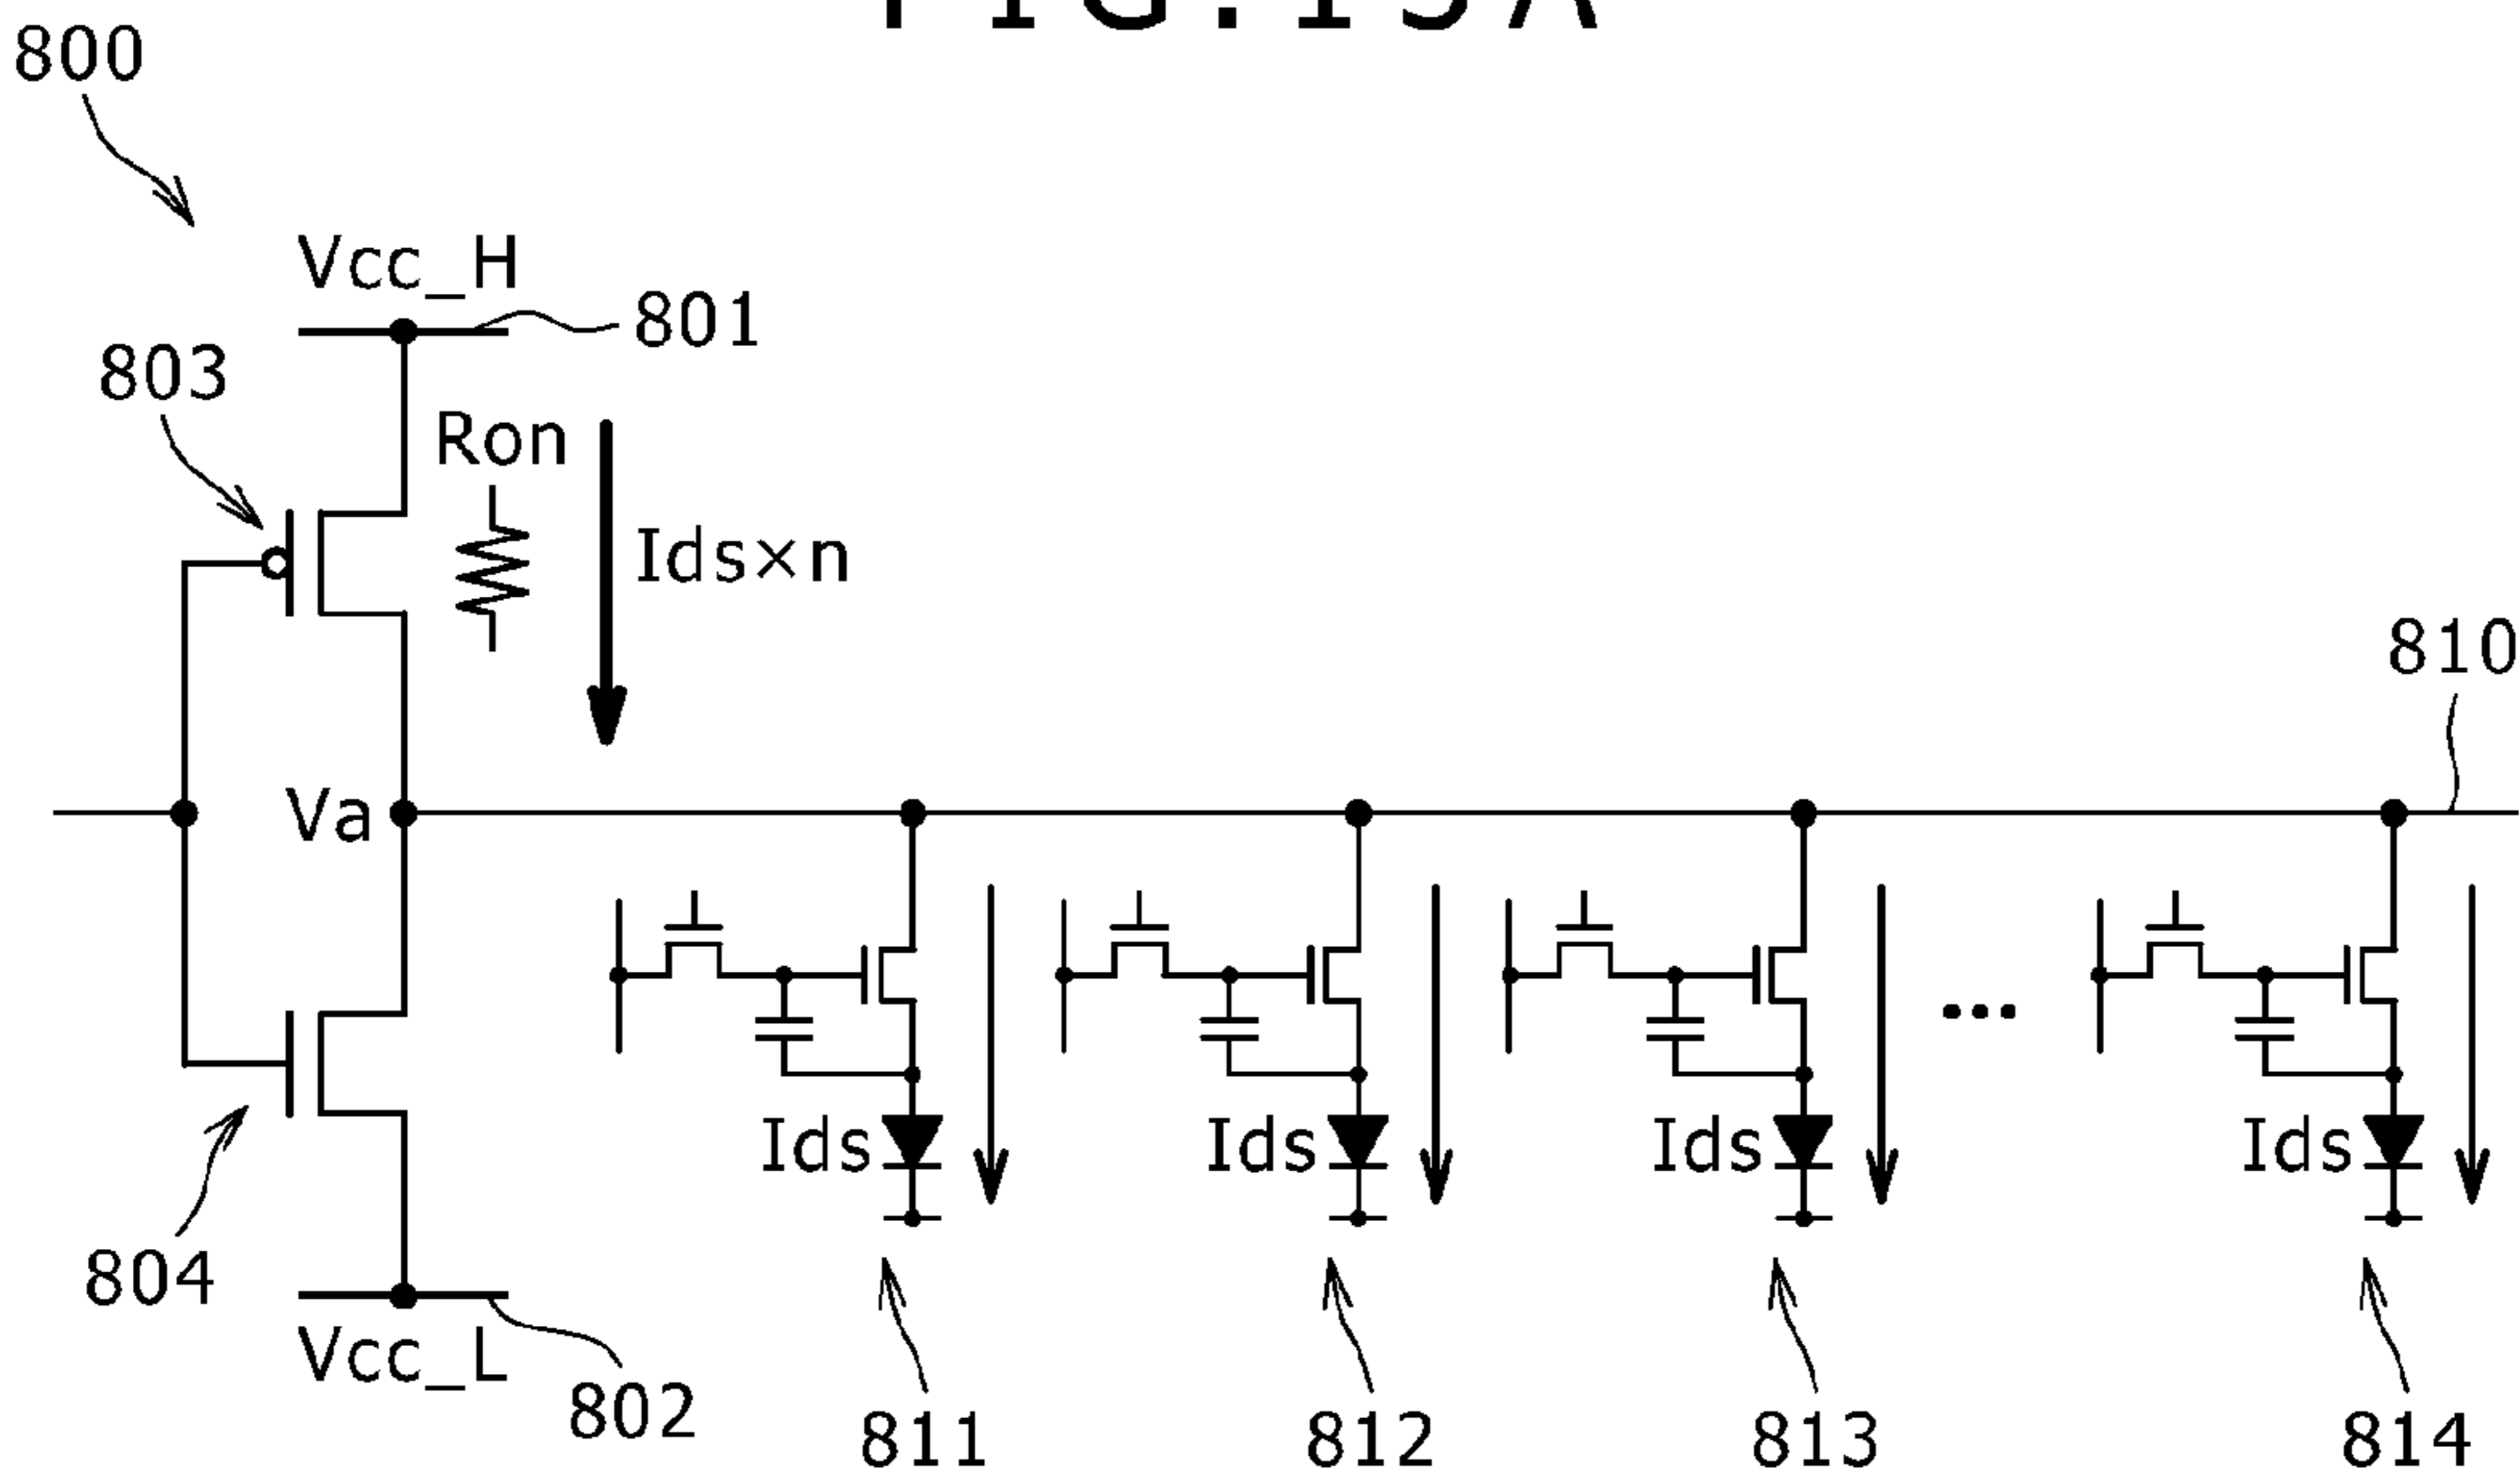 800
Vcc_H
801
803
Ron
Ids×n
810
Va
Ids Ids Ids ... Ids
804
Vcc_L
802
811 812 813 814